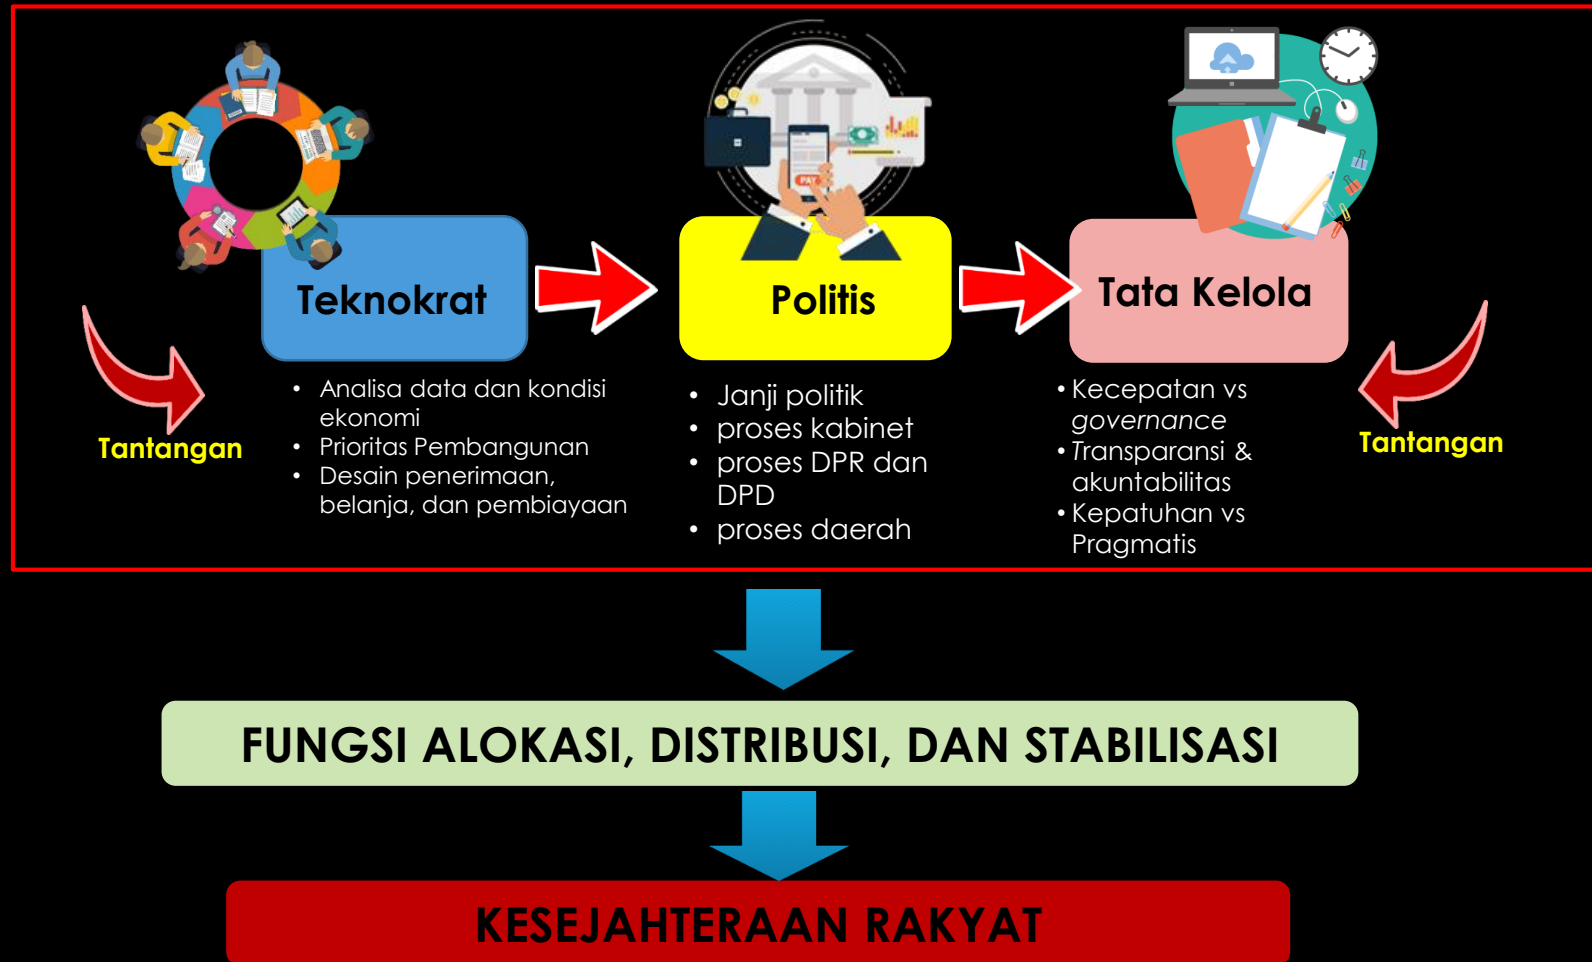 PAY
Teknokrat
Politis
Tata Kelola
Tantangan
• Analisa data dan kondisi
ekonomi
• Prioritas Pembangunan
• Desain penerimaan,
belanja, dan pembiayaan
• Janji politik
• proses kabinet
• proses DPR dan
DPD
• proses daerah
• Kecepatan vs
governance
• Transparansi &
akuntabilitas
• Kepatuhan vs
Pragmatis
Tantangan
FUNGSI ALOKASI, DISTRIBUSI, DAN STABILISASI
KESEJAHTERAAN RAKYAT